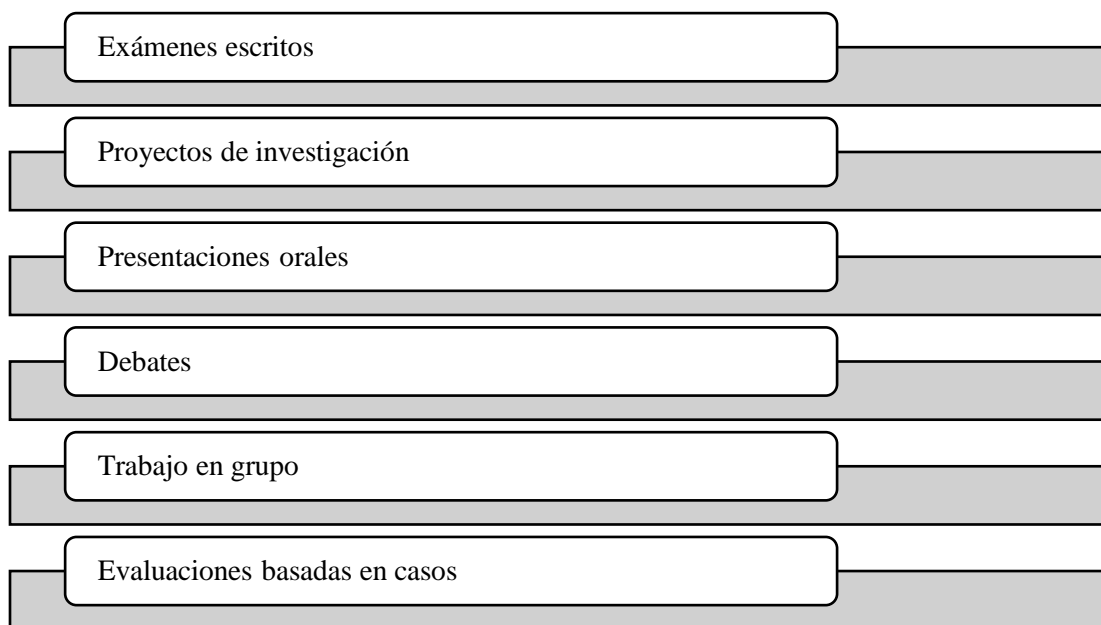 Exámenes escritos
Proyectos de investigación
Presentaciones orales
Debates
Trabajo en grupo
Evaluaciones basadas en casos